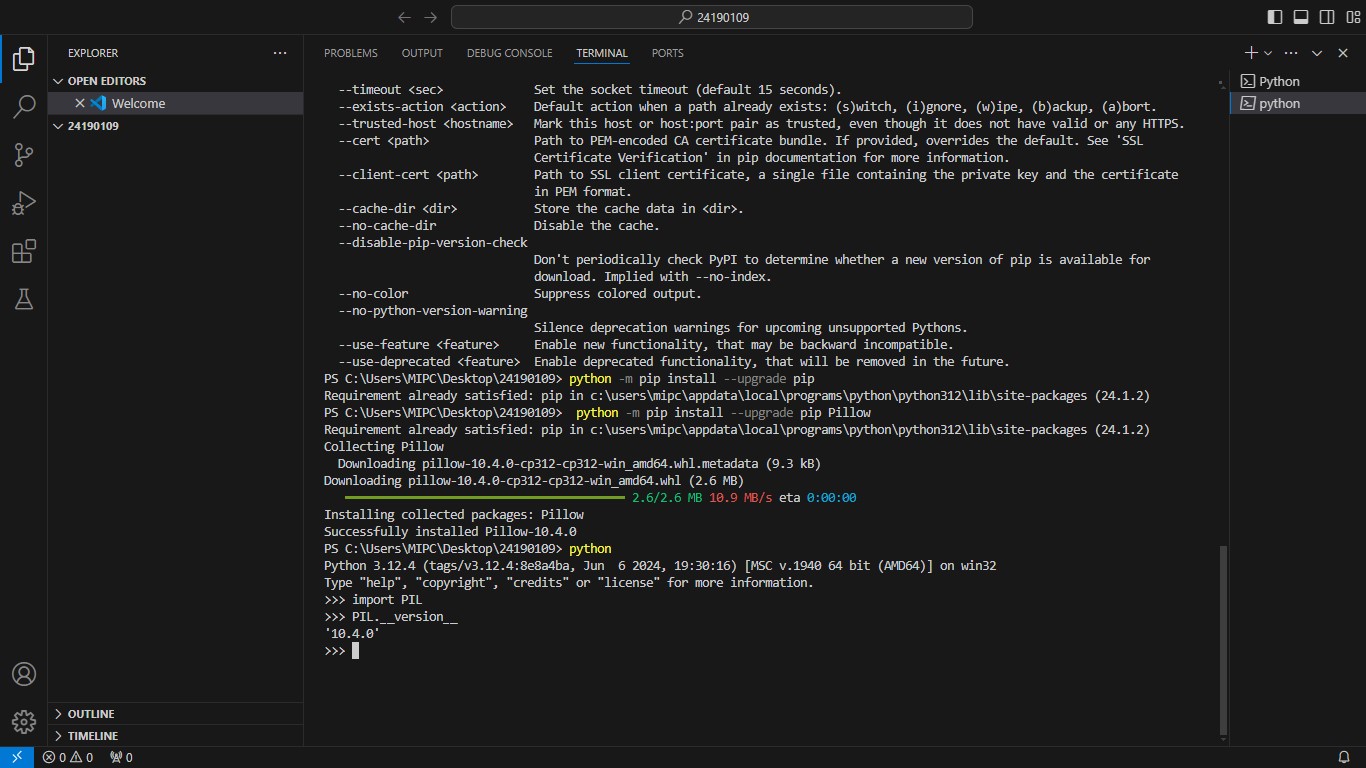 24190109
EXPLORER
OPEN EDITORS
Welcome
24190109
OUTLINE
TIMELINE
PROBLEMS OUTPUT DEBUG CONSOLE TERMINAL PORTS
--timeout <sec> Set the socket timeout (default 15 seconds).
--exists-action <action> Default action when a path already exists: (s)witch, (i)gnore, (w)ipe, (b)ackup, (a)bort.
--trusted-host <hostname> Mark this host or host:port pair as trusted, even though it does not have valid or any HTTPS.
--cert <path> Path to PEM-encoded CA certificate bundle. If provided, overrides the default. See 'SSL
Certificate Verification' in pip documentation for more information.
--client-cert <path> Path to SSL client certificate, a single file containing the private key and the certificate
in PEM format.
--cache-dir <dir> Store the cache data in <dir>.
--no-cache-dir Disable the cache.
--disable-pip-version-check
Don't periodically check PyPI to determine whether a new version of pip is available for
download. Implied with --no-index.
--no-color Suppress colored output.
--no-python-version-warning
Silence deprecation warnings for upcoming unsupported Pythons.
--use-feature <feature> Enable new functionality, that may be backward incompatible.
--use-deprecated <feature> Enable deprecated functionality, that will be removed in the future.
PS C:\Users\MIPC\Desktop\24190109> python -m pip install --upgrade pip
Requirement already satisfied: pip in c:\users\mipc\appdata\local\programs\python\python312\lib\site-packages (24.1.2)
PS C:\Users\MIPC\Desktop\24190109>  python -m pip install --upgrade pip Pillow
Requirement already satisfied: pip in c:\users\mipc\appdata\local\programs\python\python312\lib\site-packages (24.1.2)
Collecting Pillow
Downloading pillow-10.4.0-cp312-cp312-win_amd64.whl.metadata (9.3 kB)
Downloading pillow-10.4.0-cp312-cp312-win_amd64.whl (2.6 MB)
2.6/2.6 MB 10.9 MB/s eta 0:00:00
Installing collected packages: Pillow
Successfully installed Pillow-10.4.0
PS C:\Users\MIPC\Desktop\24190109> python
Python 3.12.4 (tags/v3.12.4:8e8a4ba, Jun  6 2024, 19:30:16) [MSC v.1940 64 bit (AMD64)] on win32
Type "help", "copyright", "credits" or "license" for more information.
>>> import PIL
>>> PIL.__version__
'10.4.0'
>>>
Python
python
0 0 0